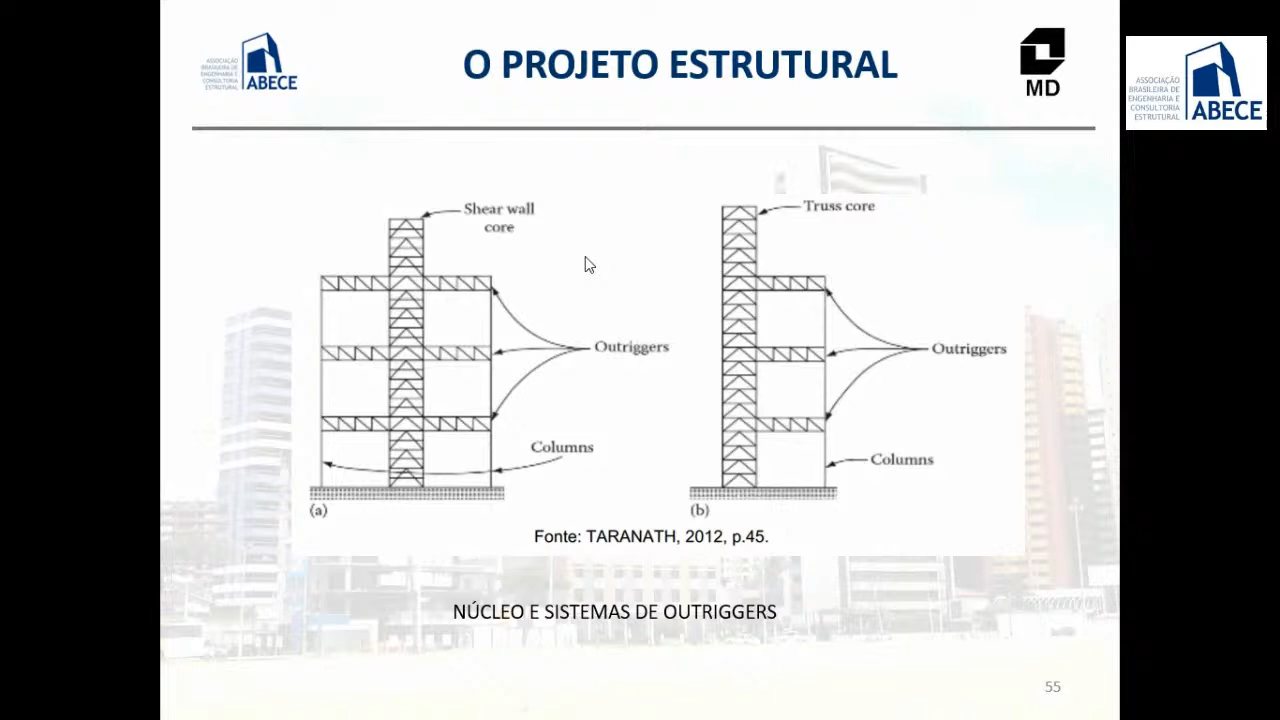 ASSOCIAÇÃO
BRASILEIRA DE
ENGENHARIA E
CONSULTORIA
ESTRUTURAL
ABECE
O PROJETO ESTRUTURAL
MD
ASSOCIAÇÃO
BRASILEIRA DE
ENGENHARIA E
CONSULTORIA
ESTRUTURAL
ABECE
Shear wall
core
Outriggers
Columns
(a)
Truss core
Outriggers
Columns
(b)
Fonte: TARANATH, 2012, p.45.
NÚCLEO E SISTEMAS DE OUTRIGGERS
55